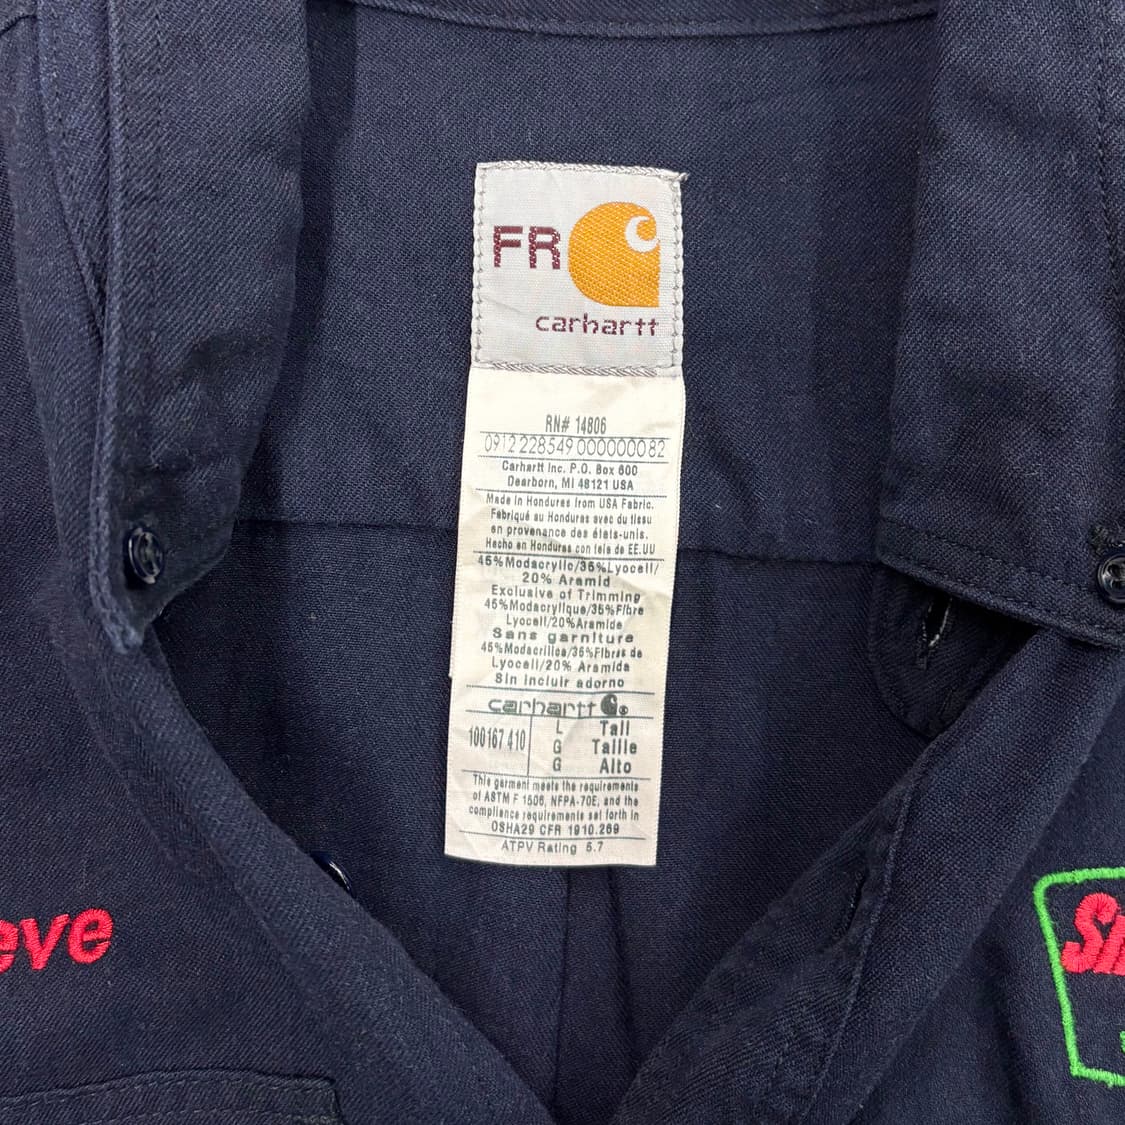 FR
carhartt
RN# 14806
0912 228549 00000000 82
Carhartt Inc. P.O. Box 600
Dearborn, MI 48121 USA
Made in Honduras from USA Fabric.
Fabriqué au Honduras avec du tissu
en provenance des états-unis.
Hecho en Honduras con tela de EE.UU
45%Modacrylic/35%Lyocell/
20% Aramid
Exclusive of Trimming
45%Modacrylique/35%Fibre
Lyocell/20%Aramide
Sans garniture
45%Modacrilica/35%Fibras de
Lyocell/20% Aramida
Sin incluir adorno
carhartt
100167 410
L Tall
G Taille
G Alto
This garment meets the requirements
of ASTM F 1506, NFPA-70E, and the
compliance requirements set forth in
OSHA29 CFR 1910.269
ATPV Rating 5.7
eve